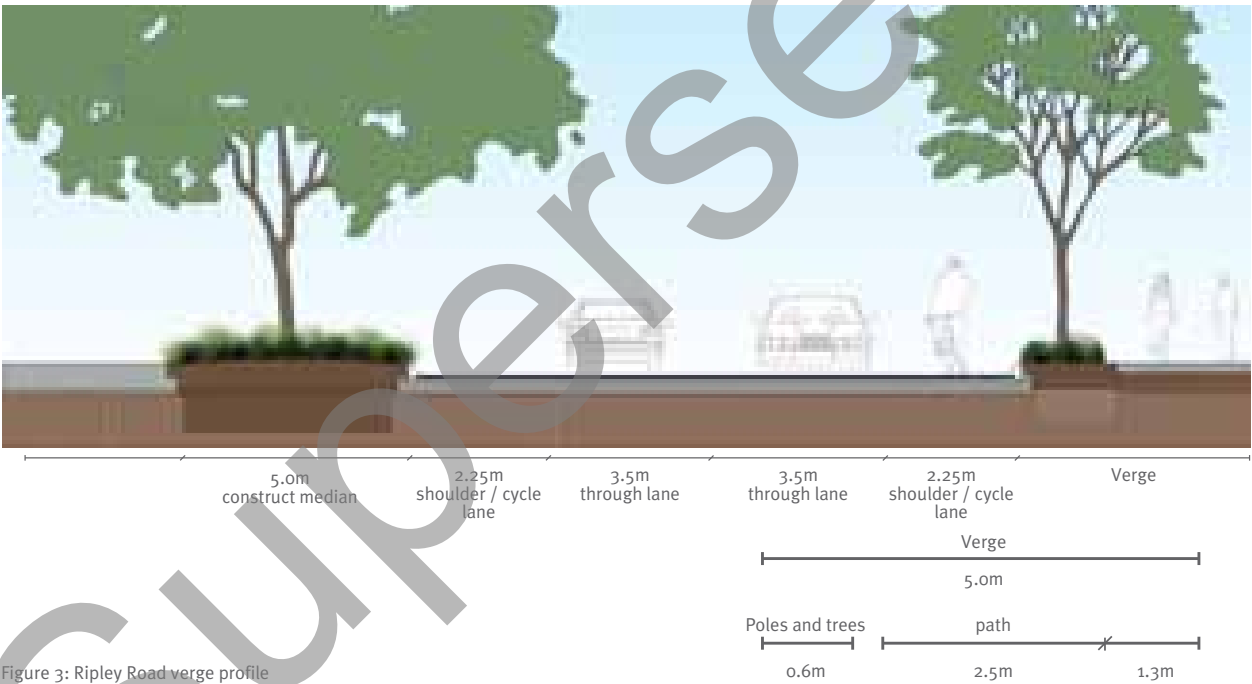 5.0m
construct median
2.25m
shoulder / cycle
lane
3.5m
through lane
3.5m
through lane
2.25m
shoulder / cycle
lane
Verge
Verge
5.0m
Poles and trees
path
0.6m
2.5m
1.3m
Figure 3: Ripley Road verge profile
Superse